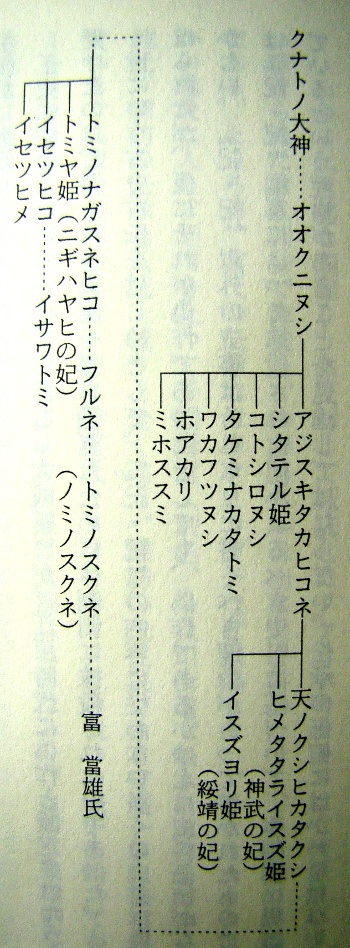 クナトノ大神……オオクニヌシ
アジスキタカヒコネ
シタテル姫
コトシロヌシ
タケミナカタトミ
ワカフツヌシ
ホアカリ
ミホススミ
天ノクシヒカタクシ
ヒメタタライスズ姫
（神武の妃）
イスズヨリ姫
（綏靖の妃）
トミノナガスネヒコ……フルネ……トミノスクネ…………富　當雄氏
（ノミノスクネ）
トミヤ姫（ニギハヤヒの妃）
イセツヒコ………イサワトミ
イセツヒメ